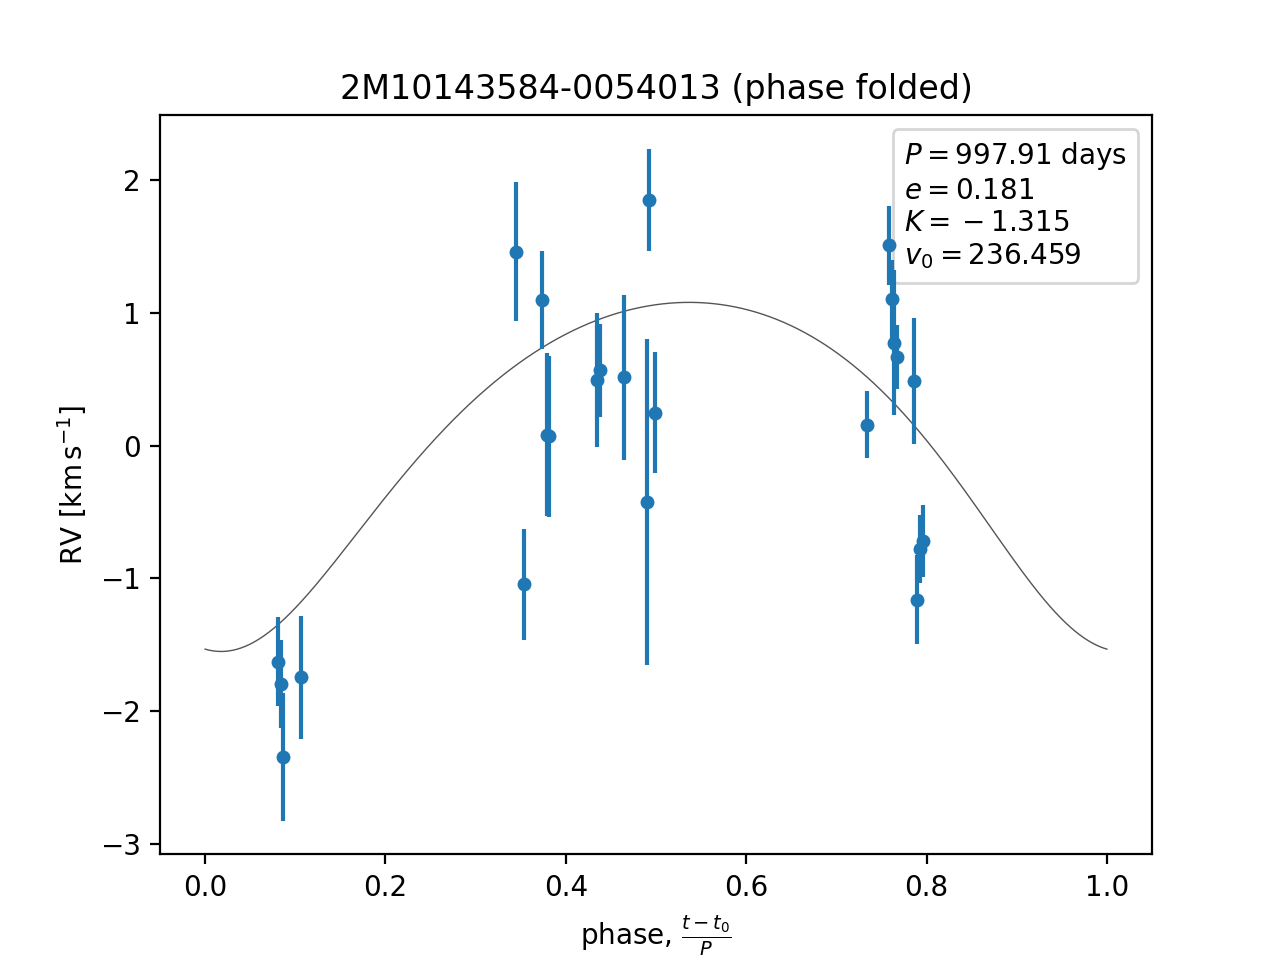 2M10143584-0054013 (phase folded)
P = 997.91 days
e = 0.181
K = −1.315
v₀ = 236.459
2
1
0
−1
−2
−3
RV [km s⁻¹]
0.0 0.2 0.4 0.6 0.8 1.0
phase, (t − t₀)/P